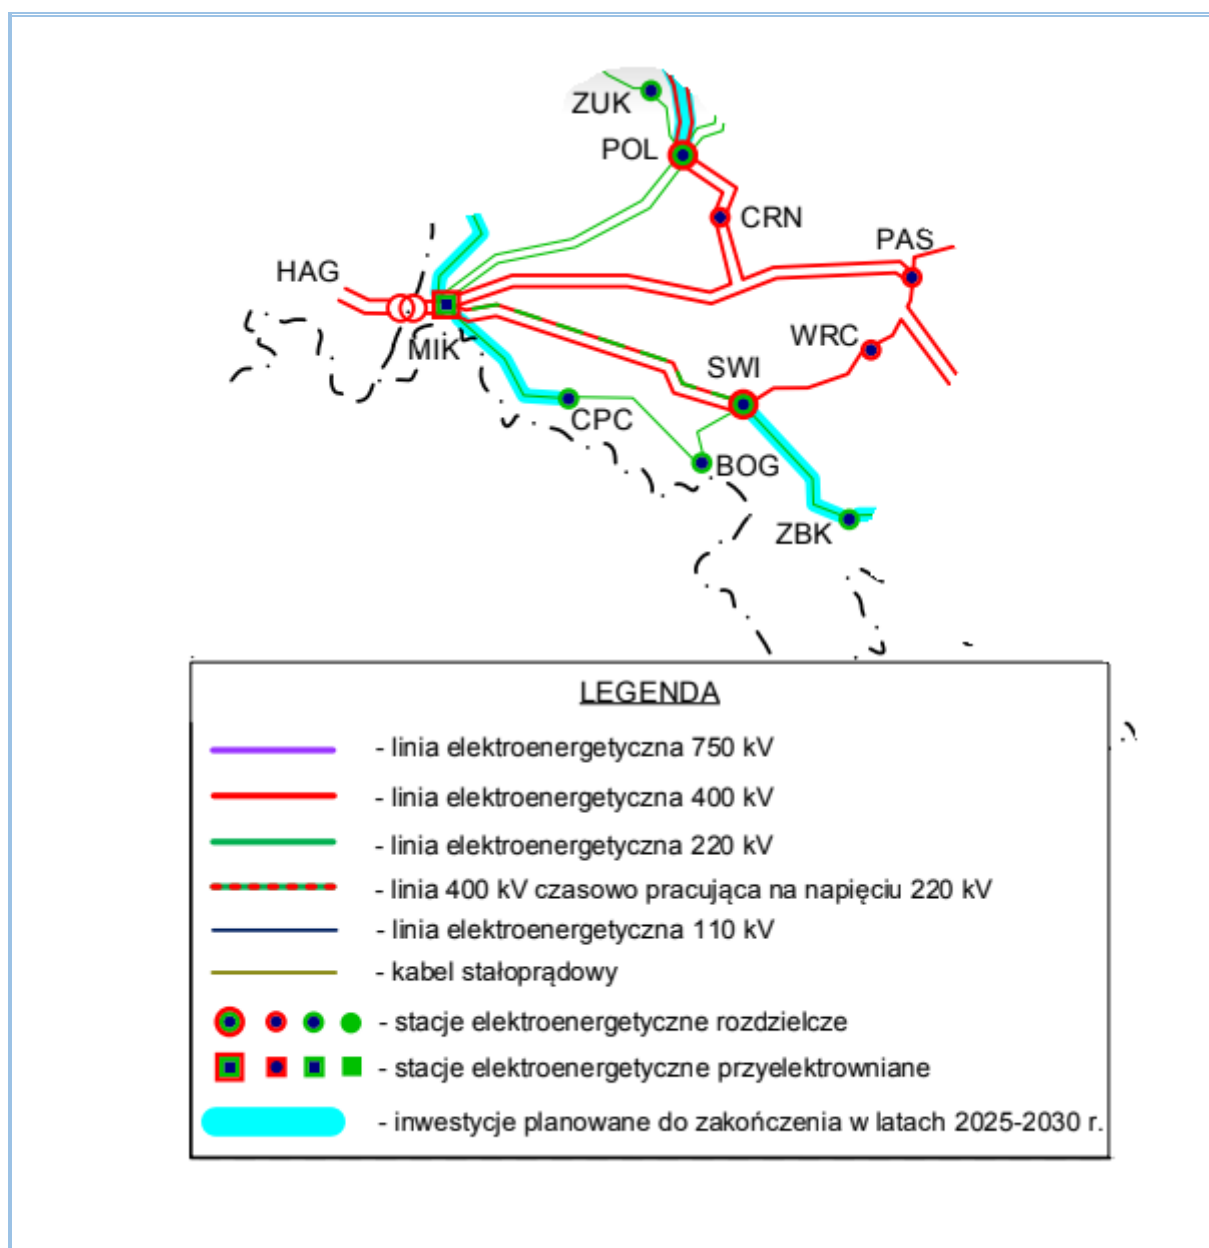 ZUK
POL
CRN
PAS
HAG
MIK
WRC
SWI
CPC
BOG
ZBK
LEGENDA
- linia elektroenergetyczna 750 kV
- linia elektroenergetyczna 400 kV
- linia elektroenergetyczna 220 kV
- linia 400 kV czasowo pracująca na napięciu 220 kV
- linia elektroenergetyczna 110 kV
- kabel stałoprądowy
- stacje elektroenergetyczne rozdzielcze
- stacje elektroenergetyczne przyelektrowniane
- inwestycje planowane do zakończenia w latach 2025-2030 r.